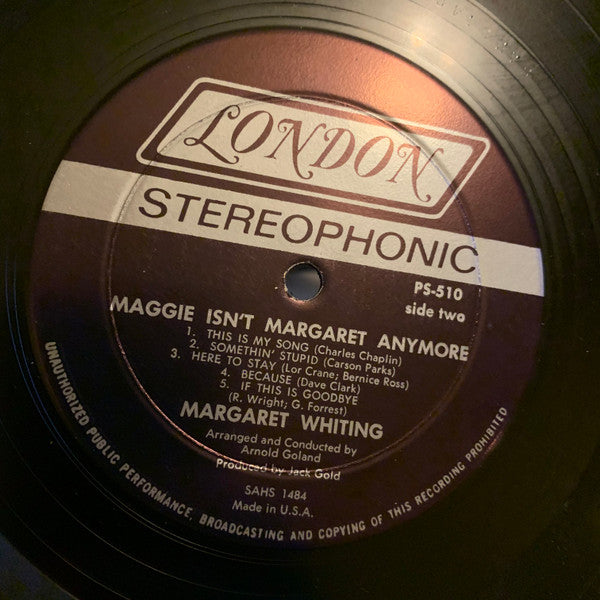 LONDON
STEREOPHONIC
PS-510
side two
MAGGIE ISN'T MARGARET ANYMORE
1. THIS IS MY SONG (Charles Chaplin)
2. SOMETHIN' STUPID (Carson Parks)
3. HERE TO STAY (Lor Crane; Bernice Ross)
4. BECAUSE (Dave Clark)
5. IF THIS IS GOODBYE
(R. Wright; G. Forrest)
MARGARET WHITING
Arranged and Conducted by
Arnold Goland
Produced by Jack Gold
SAHS 1484
Made in U.S.A.
UNAUTHORIZED PUBLIC PERFORMANCE, BROADCASTING AND COPYING OF THIS RECORDING PROHIBITED